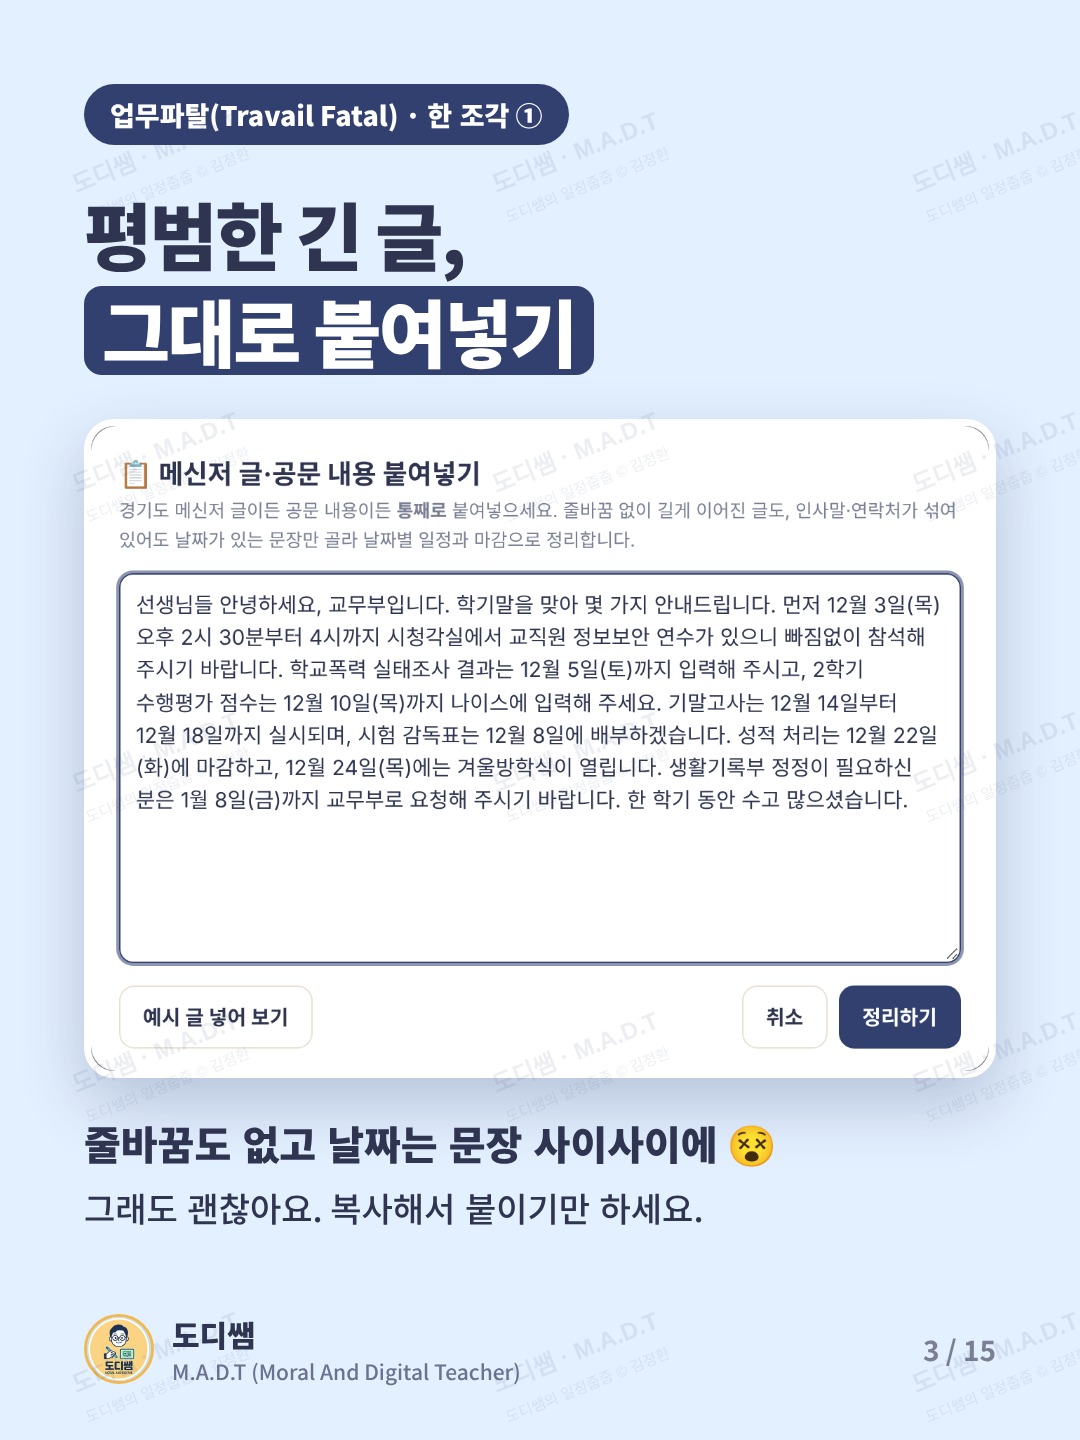 업무파탈(Travail Fatal) · 한 조각 ①
평범한 긴 글,
그대로 붙여넣기
📋 메신저 글·공문 내용 붙여넣기
경기도 메신저 글이든 공문 내용이든 통째로 붙여넣으세요. 줄바꿈 없이 길게 이어진 글도, 인사말·연락처가 섞여
있어도 날짜가 있는 문장만 골라 날짜별 일정과 마감으로 정리합니다.
선생님들 안녕하세요, 교무부입니다. 학기말을 맞아 몇 가지 안내드립니다. 먼저 12월 3일(목)
오후 2시 30분부터 4시까지 시청각실에서 교직원 정보보안 연수가 있으니 빠짐없이 참석해
주시기 바랍니다. 학교폭력 실태조사 결과는 12월 5일(토)까지 입력해 주시고, 2학기
수행평가 점수는 12월 10일(목)까지 나이스에 입력해 주세요. 기말고사는 12월 14일부터
12월 18일까지 실시되며, 시험 감독표는 12월 8일에 배부하겠습니다. 성적 처리는 12월 22일
(화)에 마감하고, 12월 24일(목)에는 겨울방학식이 열립니다. 생활기록부 정정이 필요하신
분은 1월 8일(금)까지 교무부로 요청해 주시기 바랍니다. 한 학기 동안 수고 많으셨습니다.
예시 글 넣어 보기
취소
정리하기
줄바꿈도 없고 날짜는 문장 사이사이에 😵
그래도 괜찮아요. 복사해서 붙이기만 하세요.
도디쌤
도디쌤
M.A.D.T (Moral And Digital Teacher)
3 / 15
도디쌤 · M.A.D.T
도디쌤의 일정줍줍 © 김정한